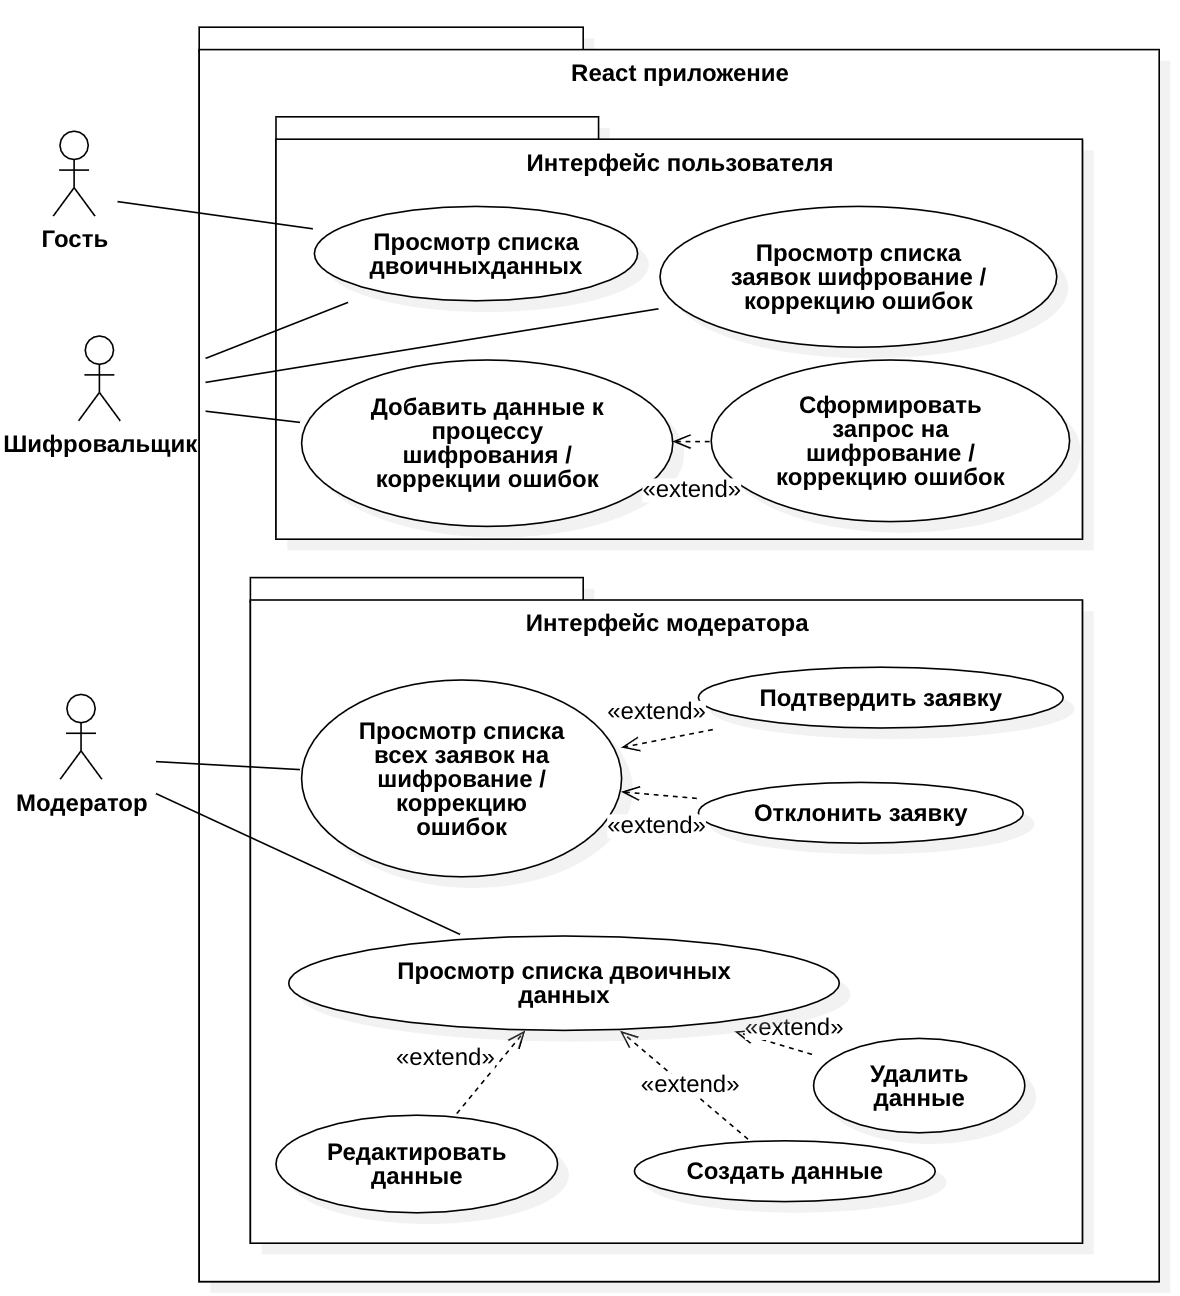 React приложение
Интерфейс пользователя
Гость
Просмотр списка
двоичныхданных
Просмотр списка
заявок шифрование /
коррекцию ошибок
Шифровальщик
Добавить данные к
процессу
шифрования /
коррекции ошибок
Сформировать
запрос на
шифрование /
коррекцию ошибок
«extend»
Интерфейс модератора
Модератор
Просмотр списка
всех заявок на
шифрование /
коррекцию
ошибок
«extend»
Подтвердить заявку
«extend»
Отклонить заявку
Просмотр списка двоичных
данных
«extend»
«extend»
«extend»
Удалить
данные
Редактировать
данные
Создать данные